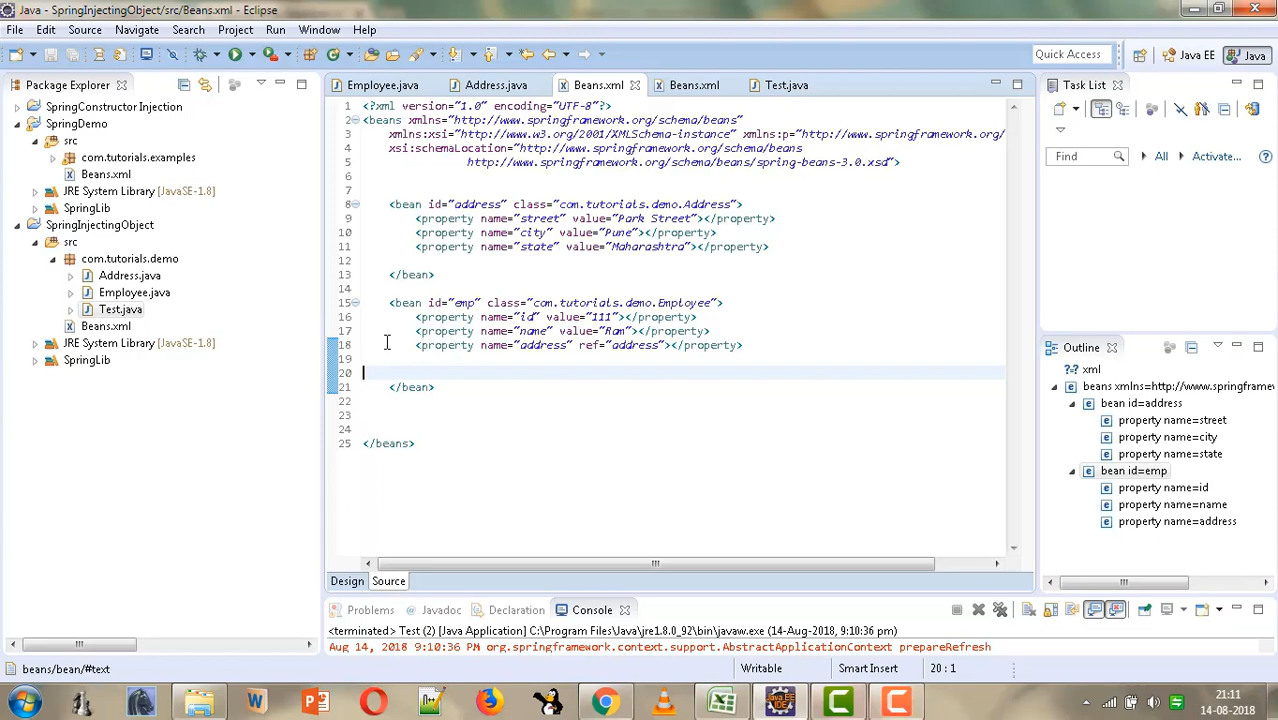 Java - SpringInjectingObject/src/Beans.xml - Eclipse
File Edit Source Navigate Search Project Run Window Help
Quick Access
Java EE
Java
Package Explorer
SpringConstructor Injection
SpringDemo
src
com.tutorials.examples
Beans.xml
JRE System Library [JavaSE-1.8]
SpringLib
SpringInjectingObject
src
com.tutorials.demo
Address.java
Employee.java
Test.java
Beans.xml
JRE System Library [JavaSE-1.8]
SpringLib
Employee.java Address.java Beans.xml Beans.xml Test.java
1 <?xml version="1.0" encoding="UTF-8"?>
2 <beans xmlns="http://www.springframework.org/schema/beans"
3 xmlns:xsi="http://www.w3.org/2001/XMLSchema-instance" xmlns:p="http://www.springframework.org/
4 xsi:schemaLocation="http://www.springframework.org/schema/beans
5 http://www.springframework.org/schema/beans/spring-beans-3.0.xsd">
6
7
8 <bean id="address" class="com.tutorials.demo.Address">
9 <property name="street" value="Park Street"></property>
10 <property name="city" value="Pune"></property>
11 <property name="state" value="Maharashtra"></property>
12
13 </bean>
14
15 <bean id="emp" class="com.tutorials.demo.Employee">
16 <property name="id" value="111"></property>
17 <property name="name" value="Ram"></property>
18 <property name="address" ref="address"></property>
19
20
21 </bean>
22
23
24
25 </beans>
Design Source
Task List
Find All Activate...
Outline
xml
beans xmlns=http://www.springframe
bean id=address
property name=street
property name=city
property name=state
bean id=emp
property name=id
property name=name
property name=address
Problems Javadoc Declaration Console
<terminated> Test (2) [Java Application] C:\Program Files\Java\jre1.8.0_92\bin\javaw.exe (14-Aug-2018, 9:10:36 PM)
Aug 14, 2018 9:10:36 PM org.springframework.context.support.AbstractApplicationContext prepareRefresh
beans/bean/#text
Writable
Smart Insert
20 : 1
21:11
14-08-2018